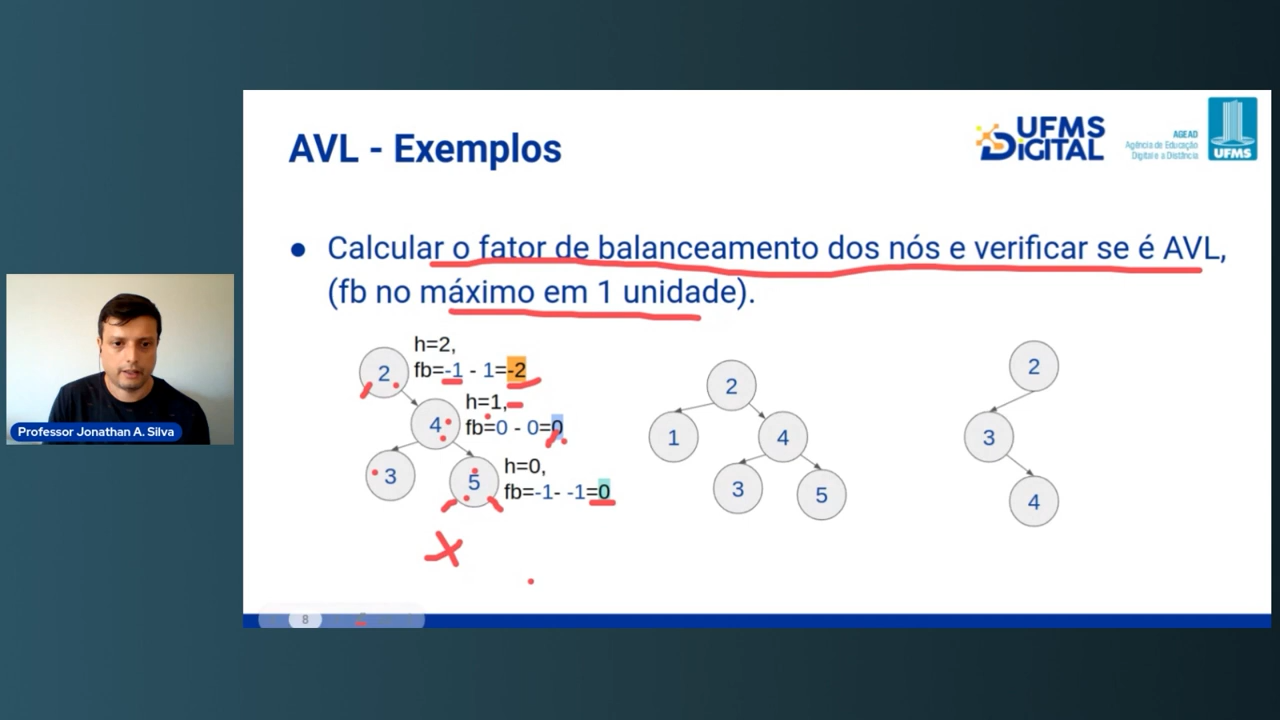 AVL - Exemplos
UFMS
DIGITAL
AGEAD
Agência de Educação
Digital e a Distância
UFMS
● Calcular o fator de balanceamento dos nós e verificar se é AVL,
(fb no máximo em 1 unidade).
h=2,
2 fb=-1 - 1=-2
h=1,
4 fb=0 - 0=0
3
h=0,
5 fb=-1- -1=0
2
1 4
3 5
2
3
4
Professor Jonathan A. Silva
8